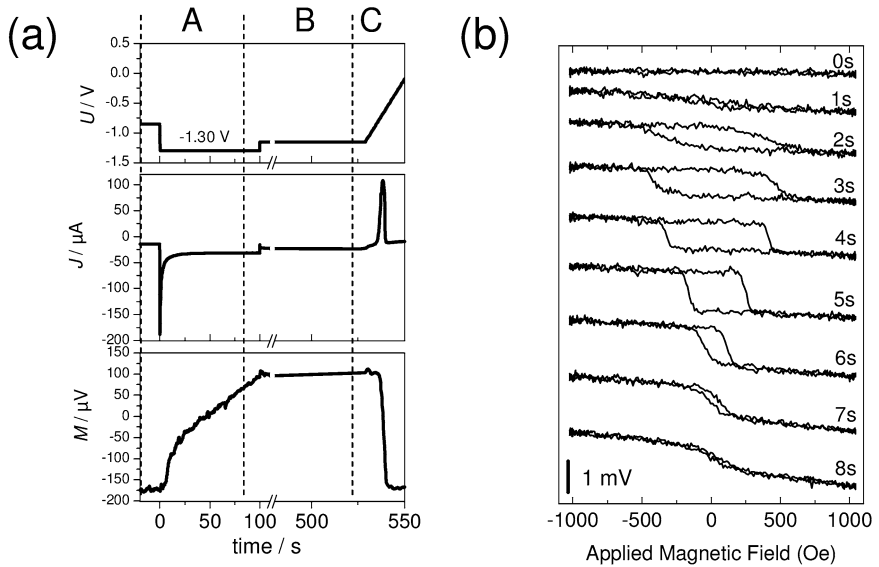 (a)
A B C
U / V
0.5
0.0
-0.5
-1.0
-1.5
-1.30 V
J / µA
100
50
0
-50
-100
-150
-200
M / µV
150
100
50
0
-50
-100
-150
-200
0 50 100 500 550
time / s
(b)
0s
1s
2s
3s
4s
5s
6s
7s
8s
1 mV
-1000 -500 0 500 1000
Applied Magnetic Field (Oe)